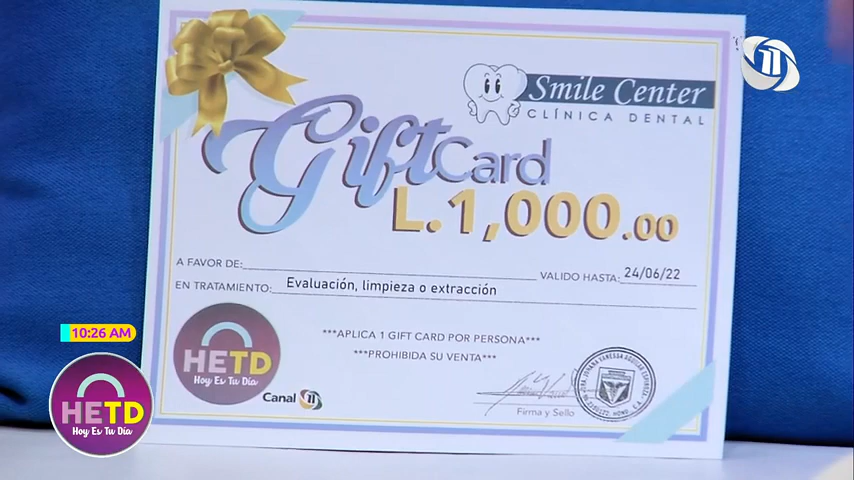 Smile Center
CLÍNICA DENTAL
GiftCard
L.1,000.00
A FAVOR DE:
VALIDO HASTA: 24/06/22
EN TRATAMIENTO: Evaluación, limpieza o extracción
***APLICA 1 GIFT CARD POR PERSONA***
***PROHIBIDA SU VENTA***
HETD
Hoy Es Tu Día
Canal 11
Firma y Sello
10:26 AM
HETD
Hoy Es Tu Día
11